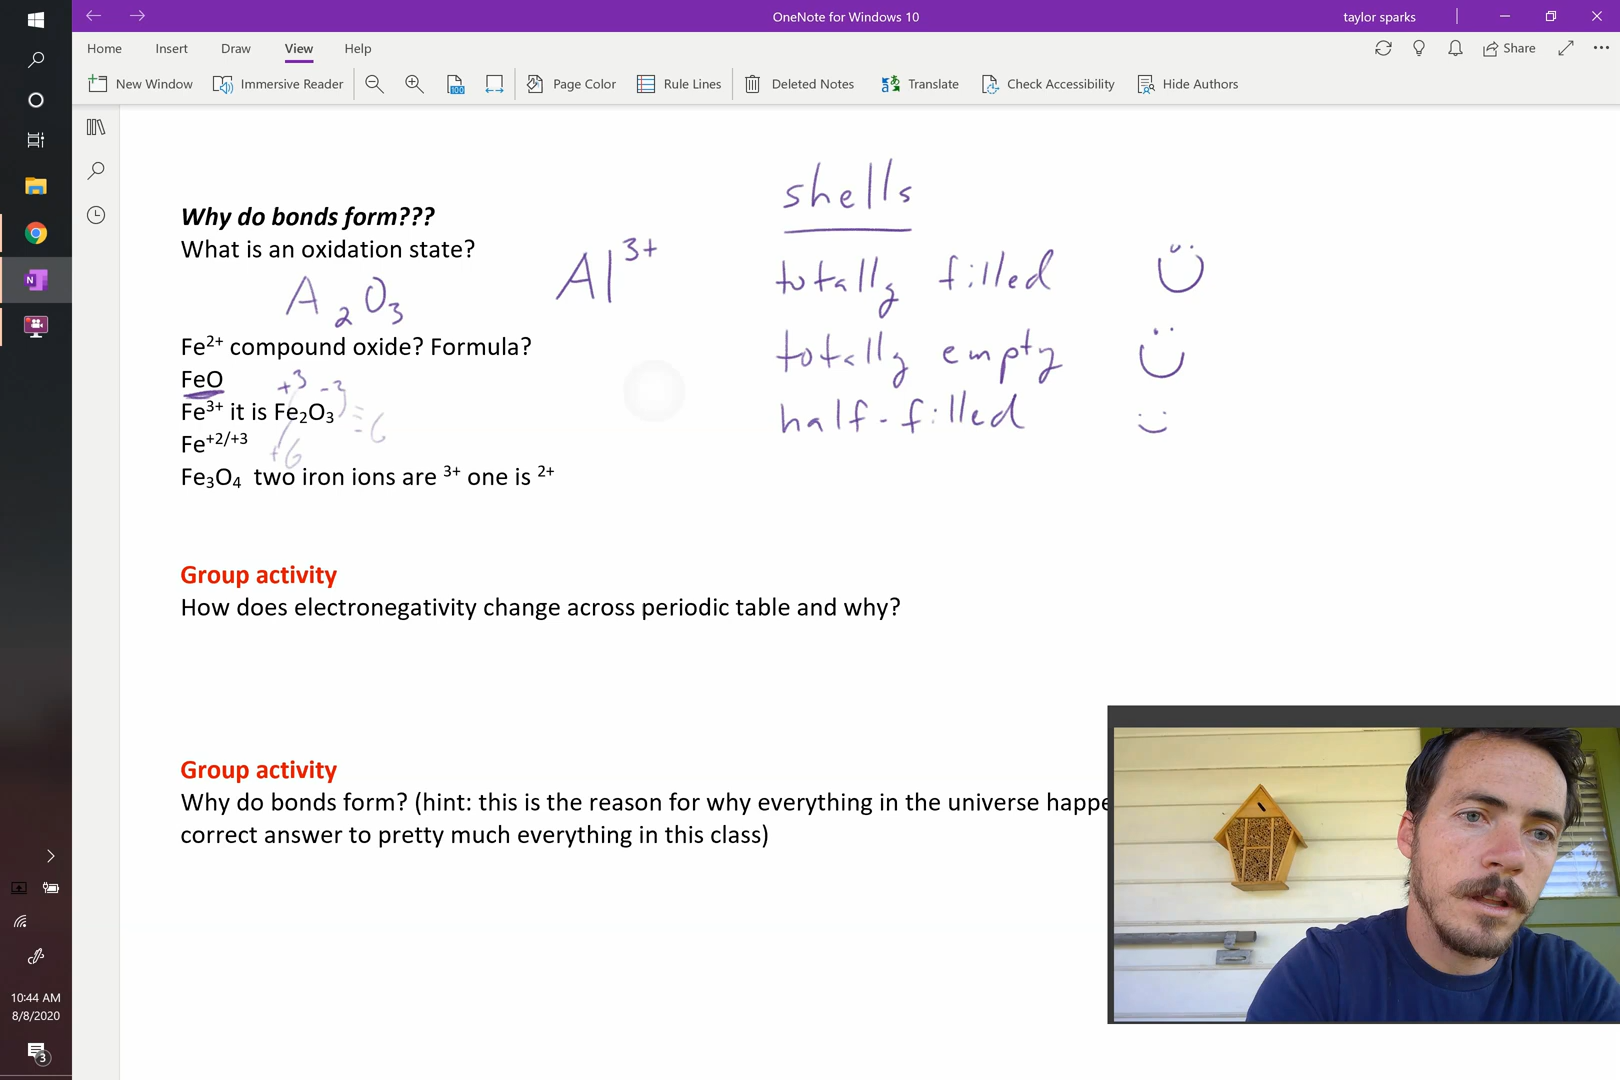 OneNote for Windows 10
taylor sparks
Home Insert Draw View Help
Share
New Window Immersive Reader Page Color Rule Lines Deleted Notes Translate Check Accessibility Hide Authors
shells
Why do bonds form???
What is an oxidation state?
Al³⁺
totally filled
A₂O₃
Fe²⁺ compound oxide? Formula?
totally empty
FeO
+3 -3
Fe³⁺ it is Fe₂O₃
half-filled
= 6
Fe⁺²/⁺³
+6
Fe₃O₄ two iron ions are ³⁺ one is ²⁺
Group activity
How does electronegativity change across periodic table and why?
Group activity
Why do bonds form? (hint: this is the reason for why everything in the universe happe
correct answer to pretty much everything in this class)
10:44 AM
8/8/2020
3